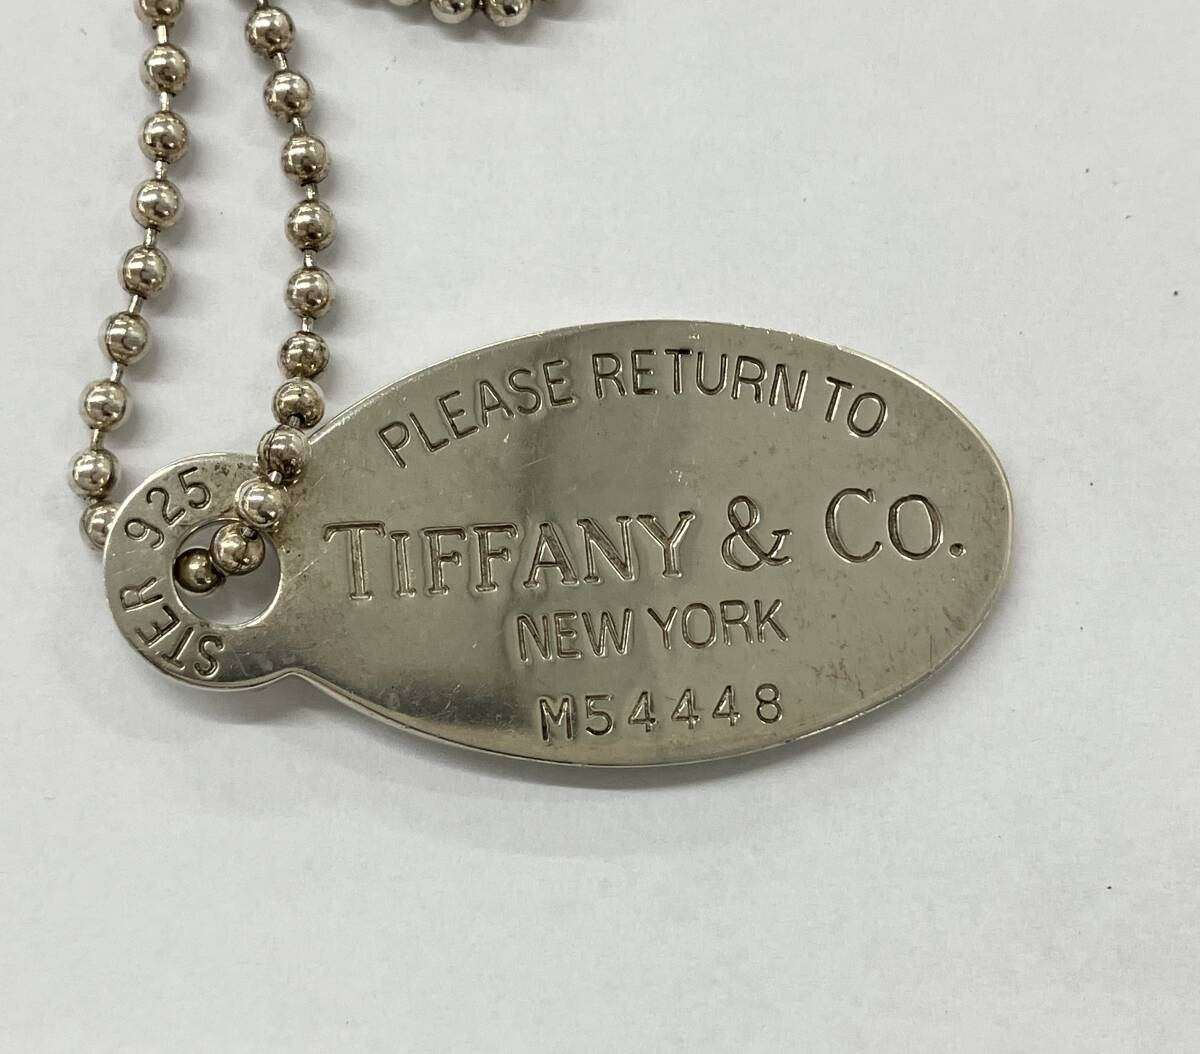 PLEASE RETURN TO
TIFFANY & CO.
NEW YORK
M54448
STER 925